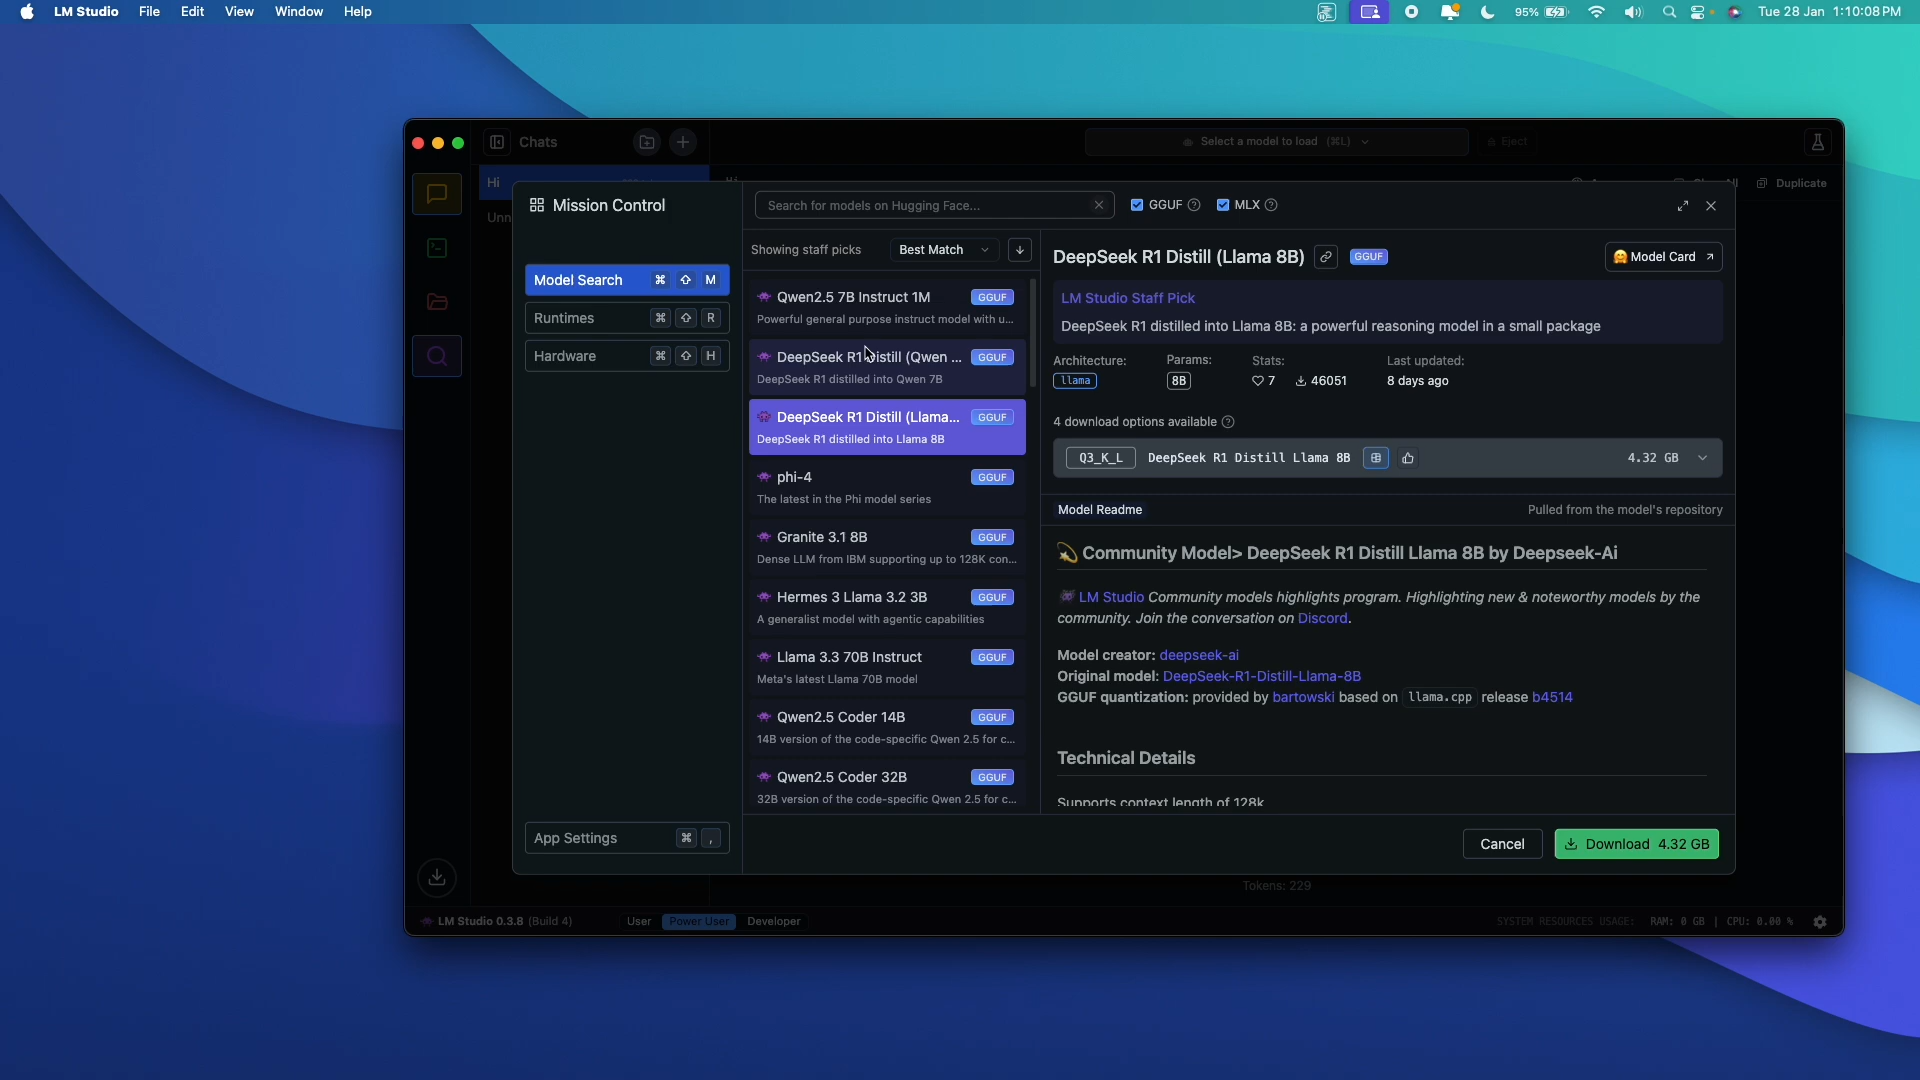 LM Studio File Edit View Window Help
95%
Tue 28 Jan 1:10:08 PM
Chats
Select a model to load (⌘L)
Eject
Hi
Duplicate
Mission Control
Search for models on Hugging Face...
GGUF
MLX
Model Search ⌘ ⇧ M
Runtimes ⌘ ⇧ R
Hardware ⌘ ⇧ H
App Settings ⌘ ,
Showing staff picks
Best Match
Qwen2.5 7B Instruct 1M GGUF
Powerful general purpose instruct model with u...
DeepSeek R1 Distill (Qwen ... GGUF
DeepSeek R1 distilled into Qwen 7B
DeepSeek R1 Distill (Llama... GGUF
DeepSeek R1 distilled into Llama 8B
phi-4 GGUF
The latest in the Phi model series
Granite 3.1 8B GGUF
Dense LLM from IBM supporting up to 128K con...
Hermes 3 Llama 3.2 3B GGUF
A generalist model with agentic capabilities
Llama 3.3 70B Instruct GGUF
Meta's latest Llama 70B model
Qwen2.5 Coder 14B GGUF
14B version of the code-specific Qwen 2.5 for c...
Qwen2.5 Coder 32B GGUF
32B version of the code-specific Qwen 2.5 for c...
DeepSeek R1 Distill (Llama 8B) GGUF
Model Card
LM Studio Staff Pick
DeepSeek R1 distilled into Llama 8B: a powerful reasoning model in a small package
Architecture: Params: Stats: Last updated:
llama 8B 7 46051 8 days ago
4 download options available
Q3_K_L DeepSeek R1 Distill Llama 8B 4.32 GB
Model Readme
Pulled from the model's repository
Community Model> DeepSeek R1 Distill Llama 8B by Deepseek-Ai
LM Studio Community models highlights program. Highlighting new & noteworthy models by the
community. Join the conversation on Discord.
Model creator: deepseek-ai
Original model: DeepSeek-R1-Distill-Llama-8B
GGUF quantization: provided by bartowski based on llama.cpp release b4514
Technical Details
Supports context length of 128k
Cancel
Download 4.32 GB
Tokens: 229
LM Studio 0.3.8 (Build 4)
User Power User Developer
SYSTEM RESOURCES USAGE: RAM: 0 GB | CPU: 0.00 %